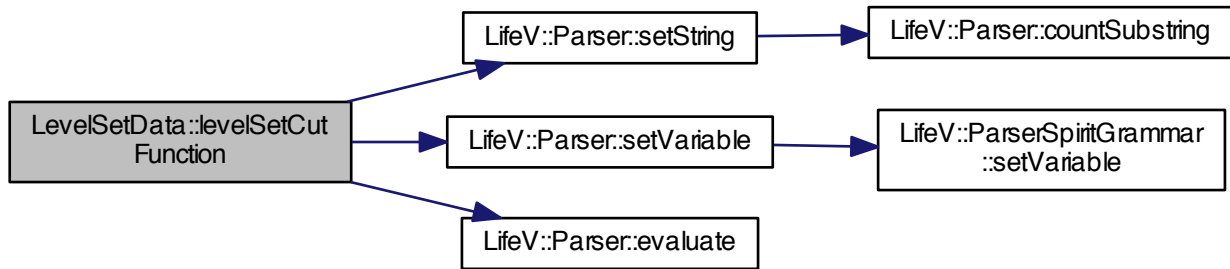 LevelSetData::levelSetCut
Function
LifeV::Parser::setString
LifeV::Parser::countSubstring
LifeV::Parser::setVariable
LifeV::ParserSpiritGrammar
::setVariable
LifeV::Parser::evaluate